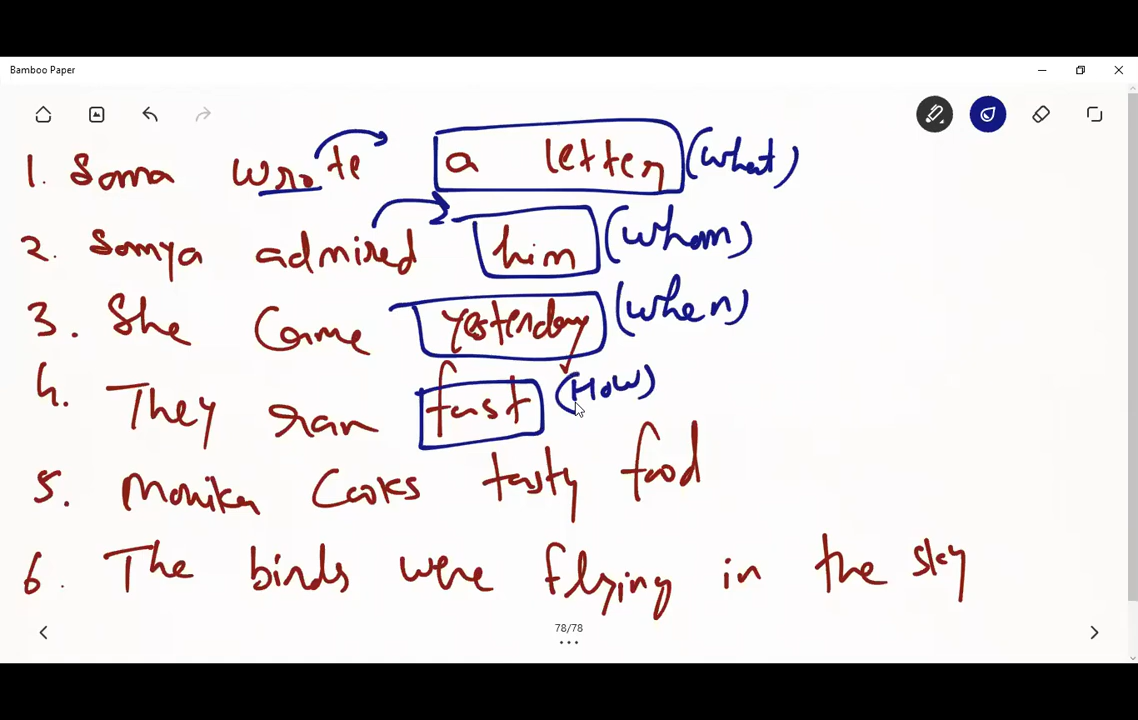 Bamboo Paper
1. Soma wrote a letter (what)
2. Somya admired him (whom)
3. She Came yesterday (when)
4. They ran fast (How)
5. Monika Cooks tasty food
6. The birds were flying in the sky
78/78